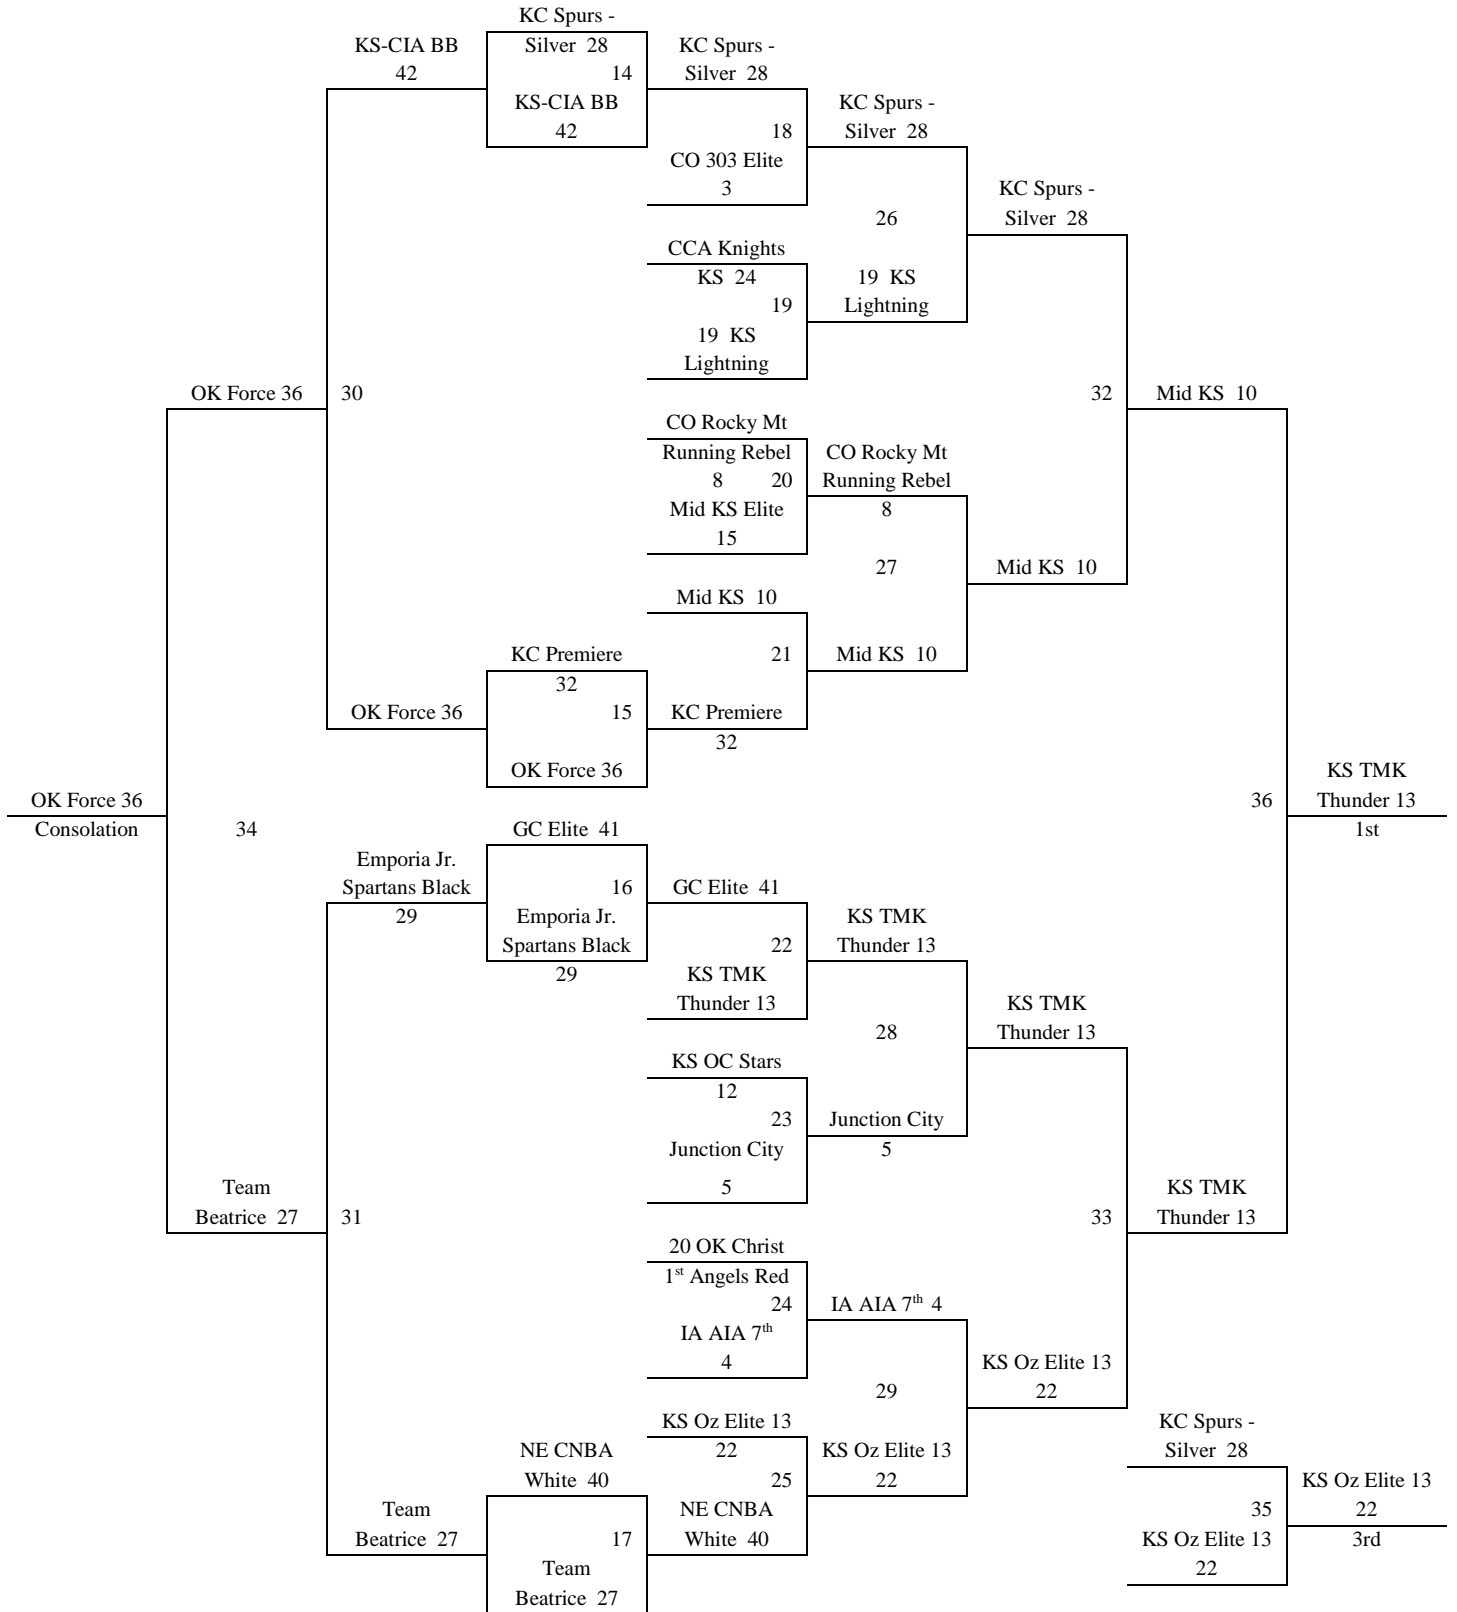 KC Spurs -
KS-CIA BB
Silver 28
KC Spurs -
42
14
Silver 28
KS-CIA BB
KC Spurs -
42
18
Silver 28
CO 303 Elite
3
KC Spurs -
26
Silver 28
CCA Knights
KS 24
19 KS
19
Lightning
19 KS
Lightning
OK Force 36
30
32
Mid KS 10
CO Rocky Mt
Running Rebel
CO Rocky Mt
8
20
Running Rebel
Mid KS Elite
8
15
27
Mid KS 10
Mid KS 10
KC Premiere
21
Mid KS 10
32
OK Force 36
15
KC Premiere
32
OK Force 36
KS TMK
OK Force 36
36
Thunder 13
Consolation
34
GC Elite 41
1st
Emporia Jr.
Spartans Black
16
GC Elite 41
29
Emporia Jr.
KS TMK
Spartans Black
22
Thunder 13
29
KS TMK
Thunder 13
KS TMK
28
Thunder 13
KS OC Stars
12
23
Junction City
Junction City
5
5
Team
KS TMK
Beatrice 27
31
33
Thunder 13
20 OK Christ
1st Angels Red
24
IA AIA 7th 4
IA AIA 7th
4
KS Oz Elite 13
29
22
KS Oz Elite 13
KC Spurs -
NE CNBA
22
KS Oz Elite 13
Silver 28
White 40
25
22
KS Oz Elite 13
Team
NE CNBA
35
22
Beatrice 27
17
White 40
KS Oz Elite 13
3rd
Team
22
Beatrice 27